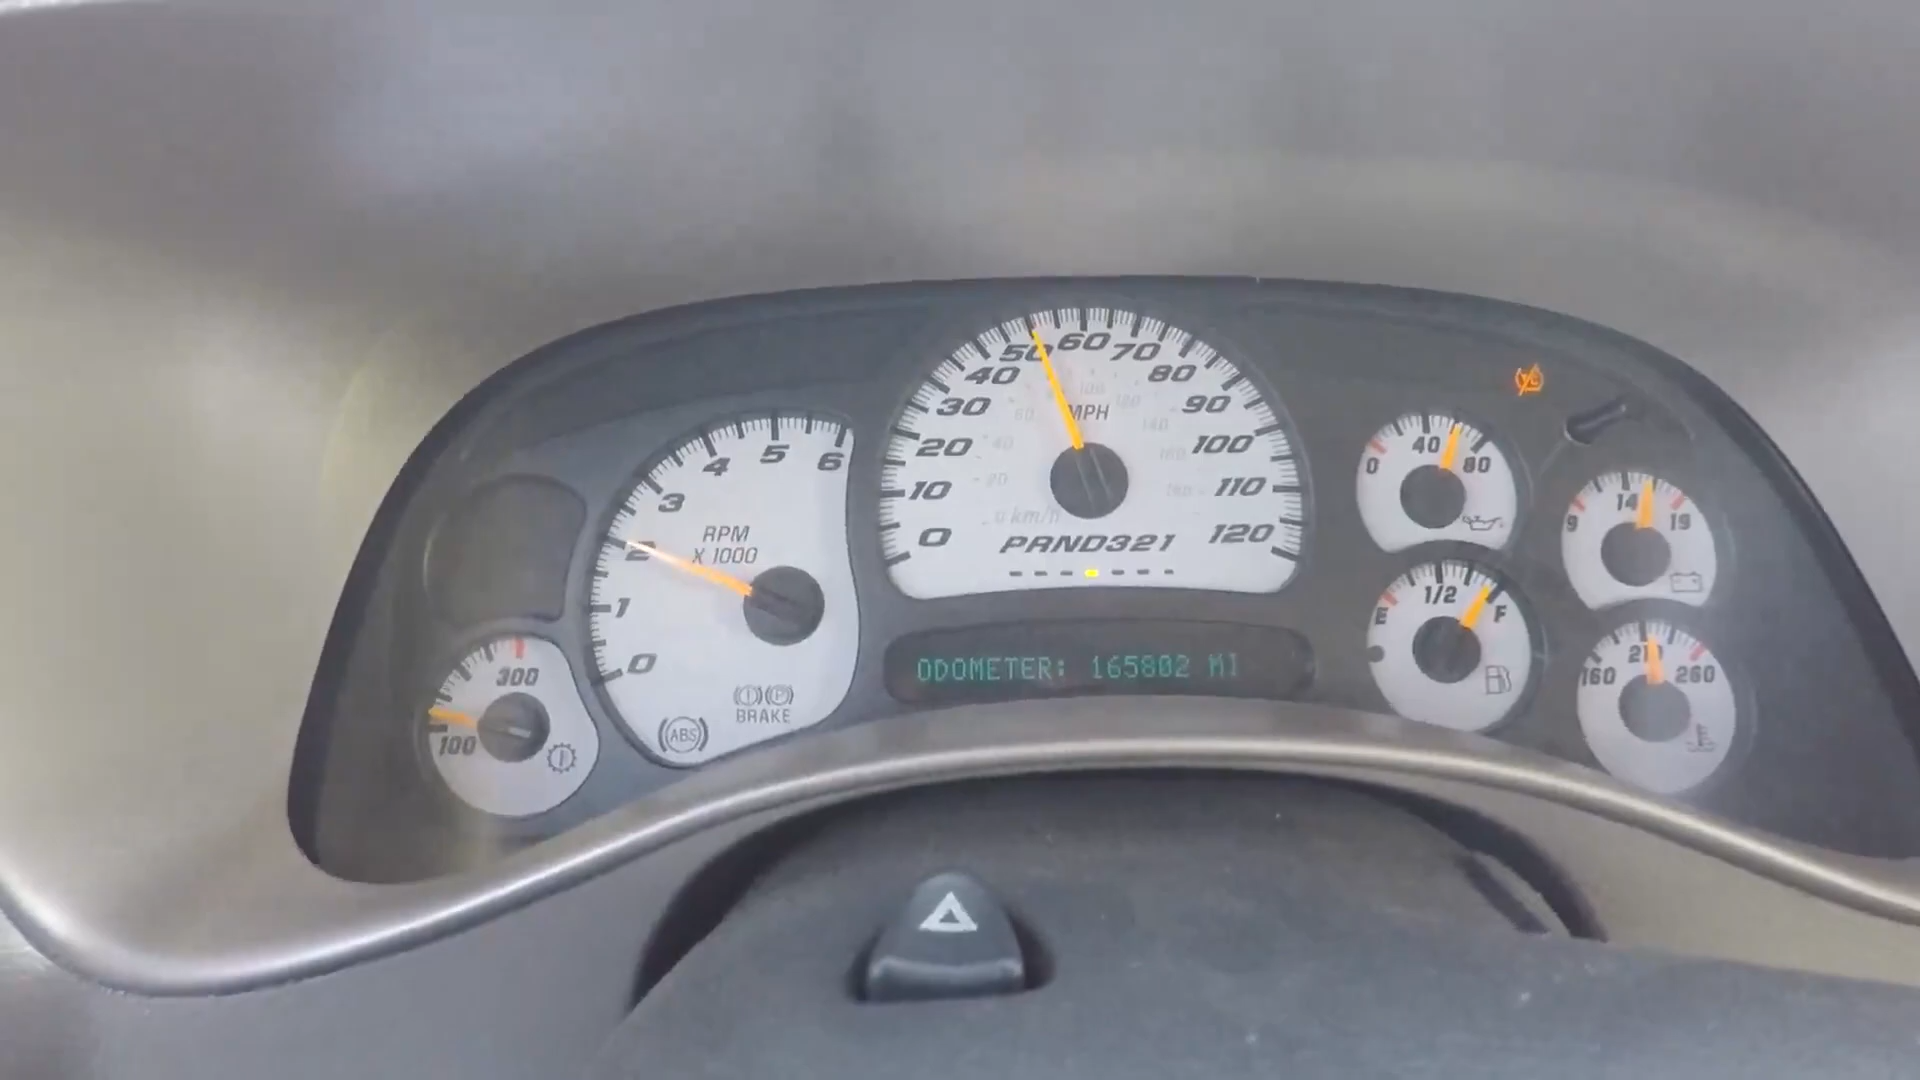 0 10 20 30 40 50 60 70 80 90 100 110 120
MPH
km/h
PRND321
ODOMETER: 165802 MI
0 1 2 3 4 5 6
RPM
X 1000
BRAKE
ABS
100 300
0 40 80
9 14 19
E 1/2 F
160 210 260